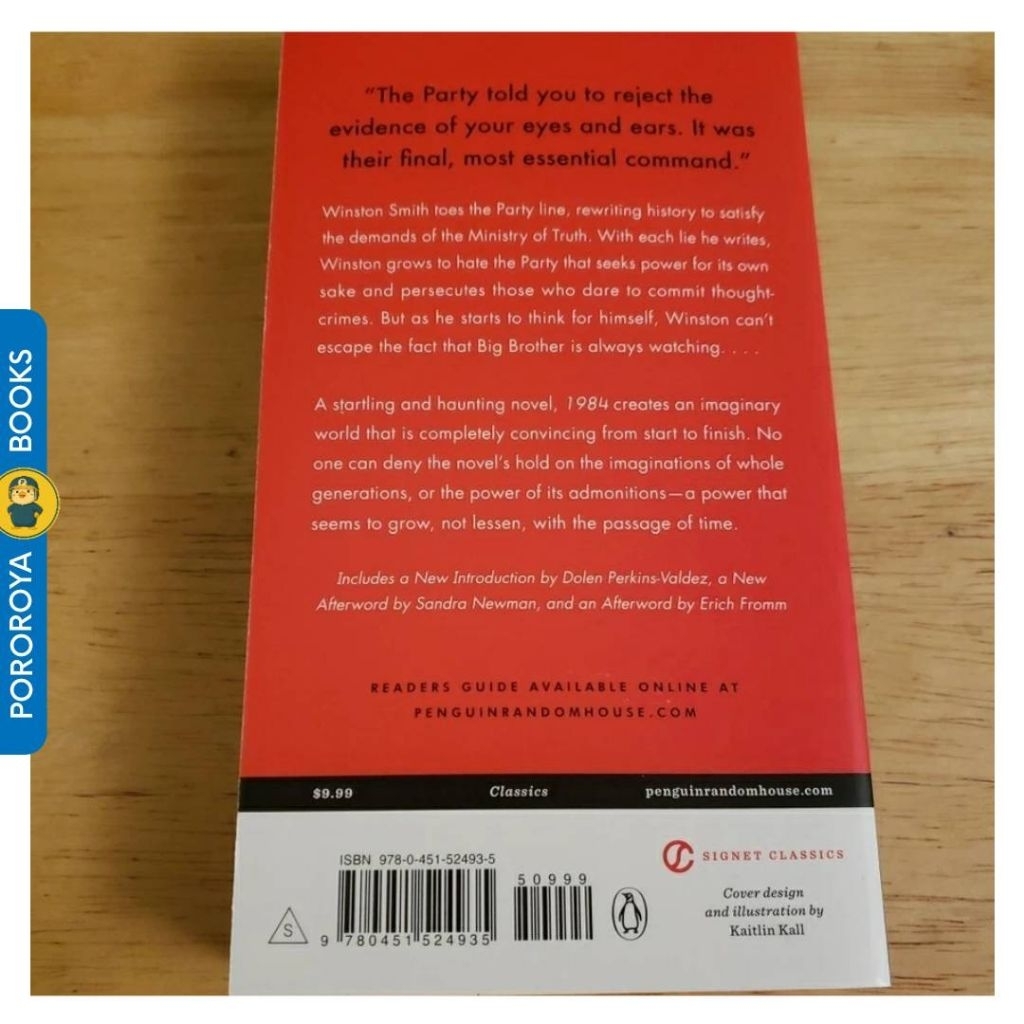 "The Party told you to reject the
evidence of your eyes and ears. It was
their final, most essential command."
Winston Smith toes the Party line, rewriting history to satisfy
the demands of the Ministry of Truth. With each lie he writes,
Winston grows to hate the Party that seeks power for its own
sake and persecutes those who dare to commit thought-
crimes. But as he starts to think for himself, Winston can't
escape the fact that Big Brother is always watching. . . .
A startling and haunting novel, 1984 creates an imaginary
world that is completely convincing from start to finish. No
one can deny the novel's hold on the imaginations of whole
generations, or the power of its admonitions—a power that
seems to grow, not lessen, with the passage of time.
Includes a New Introduction by Dolen Perkins-Valdez, a New
Afterword by Sandra Newman, and an Afterword by Erich Fromm
READERS GUIDE AVAILABLE ONLINE AT
PENGUINRANDOMHOUSE.COM
$9.99 Classics penguinrandomhouse.com
ISBN 978-0-451-52493-5
50999
S
9 780451 524935
SIGNET CLASSICS
Cover design
and illustration by
Kaitlin Kall
POROROYA BOOKS